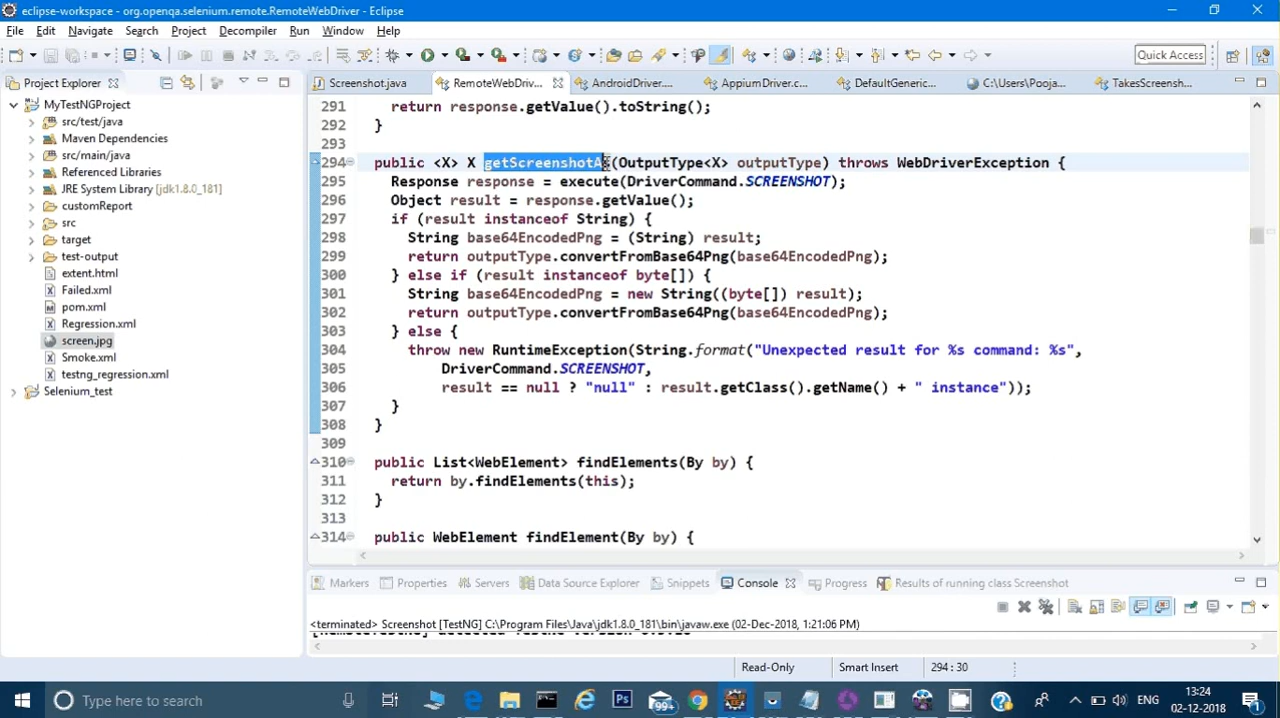 eclipse-workspace - org.openqa.selenium.remote.RemoteWebDriver - Eclipse
File Edit Navigate Search Project Decompiler Run Window Help
Quick Access
Project Explorer
Screenshot.java RemoteWebDriv... AndroidDriver.... AppiumDriver.c... DefaultGeneric... C:\Users\Pooja... TakesScreensh...
MyTestNGProject
src/test/java
Maven Dependencies
src/main/java
Referenced Libraries
JRE System Library [jdk1.8.0_181]
customReport
src
target
test-output
extent.html
Failed.xml
pom.xml
Regression.xml
screen.jpg
Smoke.xml
testng_regression.xml
Selenium_test
291 return response.getValue().toString();
292 }
293
294 public <X> X getScreenshotAs(OutputType<X> outputType) throws WebDriverException {
295 Response response = execute(DriverCommand.SCREENSHOT);
296 Object result = response.getValue();
297 if (result instanceof String) {
298 String base64EncodedPng = (String) result;
299 return outputType.convertFromBase64Png(base64EncodedPng);
300 } else if (result instanceof byte[]) {
301 String base64EncodedPng = new String((byte[]) result);
302 return outputType.convertFromBase64Png(base64EncodedPng);
303 } else {
304 throw new RuntimeException(String.format("Unexpected result for %s command: %s",
305 DriverCommand.SCREENSHOT,
306 result == null ? "null" : result.getClass().getName() + " instance"));
307 }
308 }
309
310 public List<WebElement> findElements(By by) {
311 return by.findElements(this);
312 }
313
314 public WebElement findElement(By by) {
Markers Properties Servers Data Source Explorer Snippets Console Progress Results of running class Screenshot
<terminated> Screenshot [TestNG] C:\Program Files\Java\jdk1.8.0_181\bin\javaw.exe (02-Dec-2018, 1:21:06 PM)
Read-Only Smart Insert 294 : 30
Type here to search
99+
ENG
13:24
02-12-2018